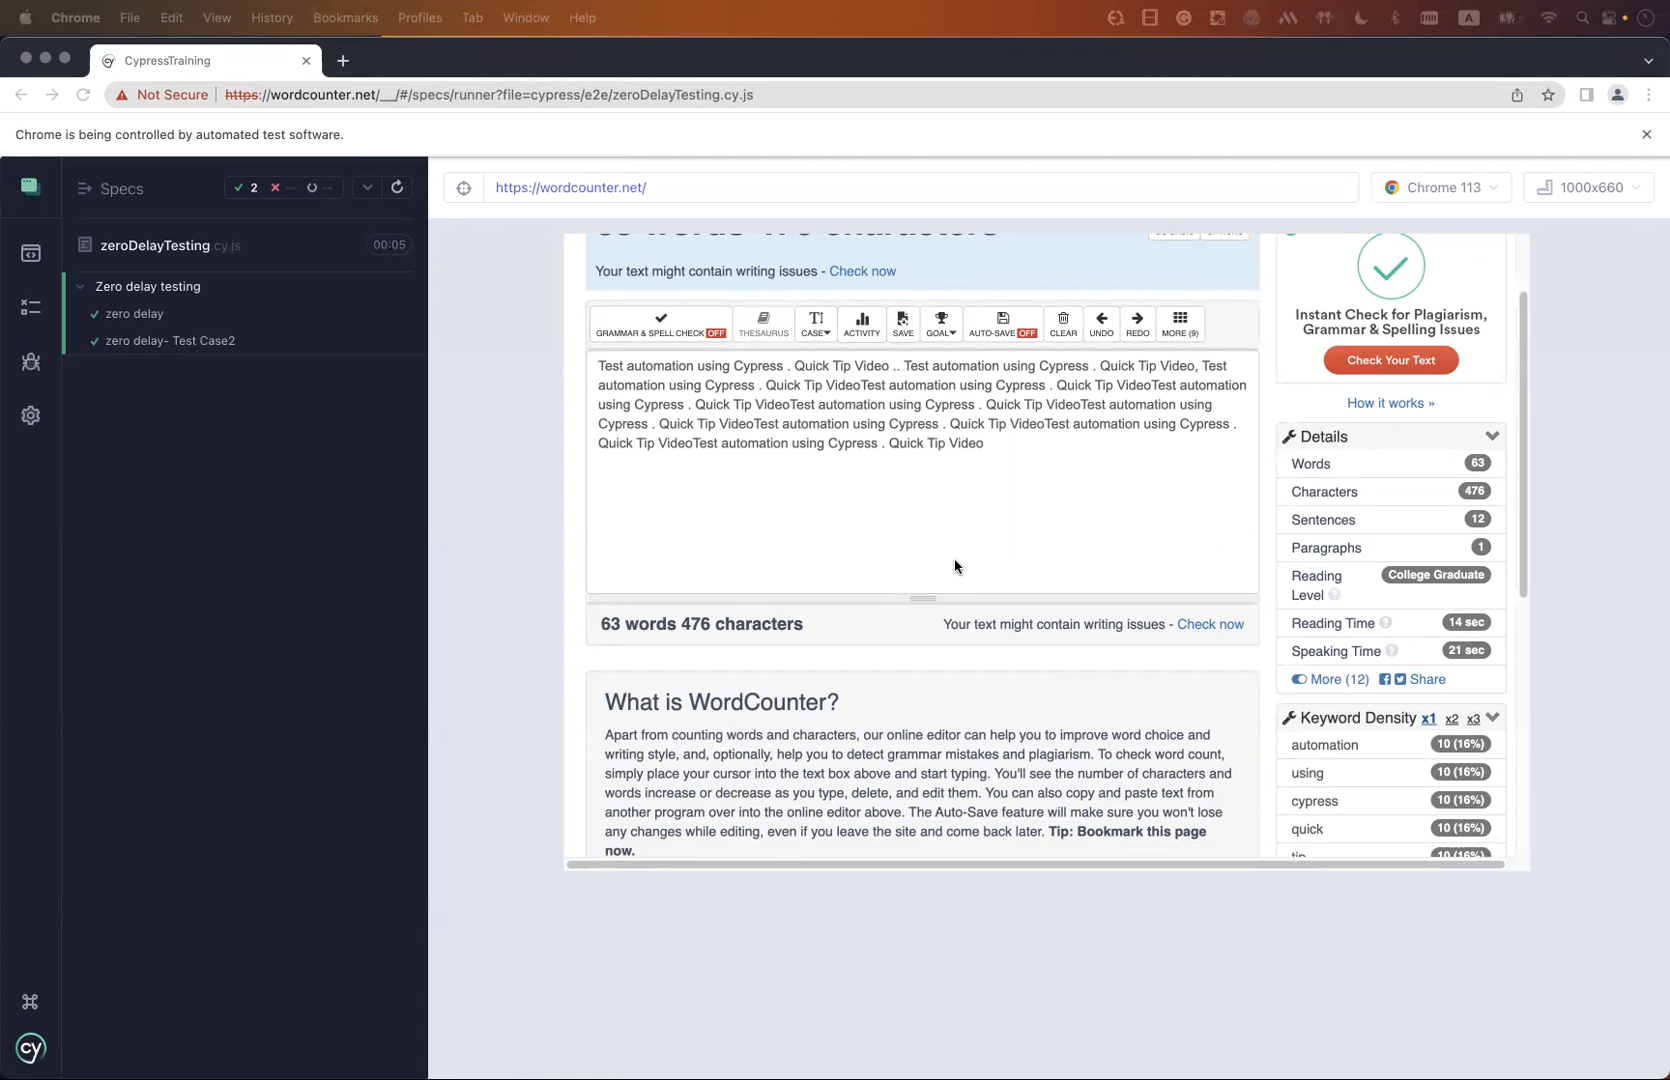 Chrome File Edit View History Bookmarks Profiles Tab Window Help A
CypressTraining
Not Secure https://wordcounter.net/__/#/specs/runner?file=cypress/e2e/zeroDelayTesting.cy.js
Chrome is being controlled by automated test software.
Specs 2 -- --
zeroDelayTesting.cy.js 00:05
Zero delay testing
zero delay
zero delay- Test Case2
cy
https://wordcounter.net/ Chrome 113 1000x660
Your text might contain writing issues - Check now
GRAMMAR & SPELL CHECK OFF THESAURUS CASE ACTIVITY SAVE GOAL AUTO-SAVE OFF CLEAR UNDO REDO MORE (9)
Test automation using Cypress . Quick Tip Video .. Test automation using Cypress . Quick Tip Video, Test
automation using Cypress . Quick Tip VideoTest automation using Cypress . Quick Tip VideoTest automation
using Cypress . Quick Tip VideoTest automation using Cypress . Quick Tip VideoTest automation using
Cypress . Quick Tip VideoTest automation using Cypress . Quick Tip VideoTest automation using Cypress .
Quick Tip VideoTest automation using Cypress . Quick Tip Video
63 words 476 characters Your text might contain writing issues - Check now
What is WordCounter?
Apart from counting words and characters, our online editor can help you to improve word choice and
writing style, and, optionally, help you to detect grammar mistakes and plagiarism. To check word count,
simply place your cursor into the text box above and start typing. You'll see the number of characters and
words increase or decrease as you type, delete, and edit them. You can also copy and paste text from
another program over into the online editor above. The Auto-Save feature will make sure you won't lose
any changes while editing, even if you leave the site and come back later. Tip: Bookmark this page
now.
Instant Check for Plagiarism,
Grammar & Spelling Issues
Check Your Text
How it works »
Details
Words 63
Characters 476
Sentences 12
Paragraphs 1
Reading
Level College Graduate
Reading Time 14 sec
Speaking Time 21 sec
More (12) Share
Keyword Density x1 x2 x3
automation 10 (16%)
using 10 (16%)
cypress 10 (16%)
quick 10 (16%)
tip 10 (16%)